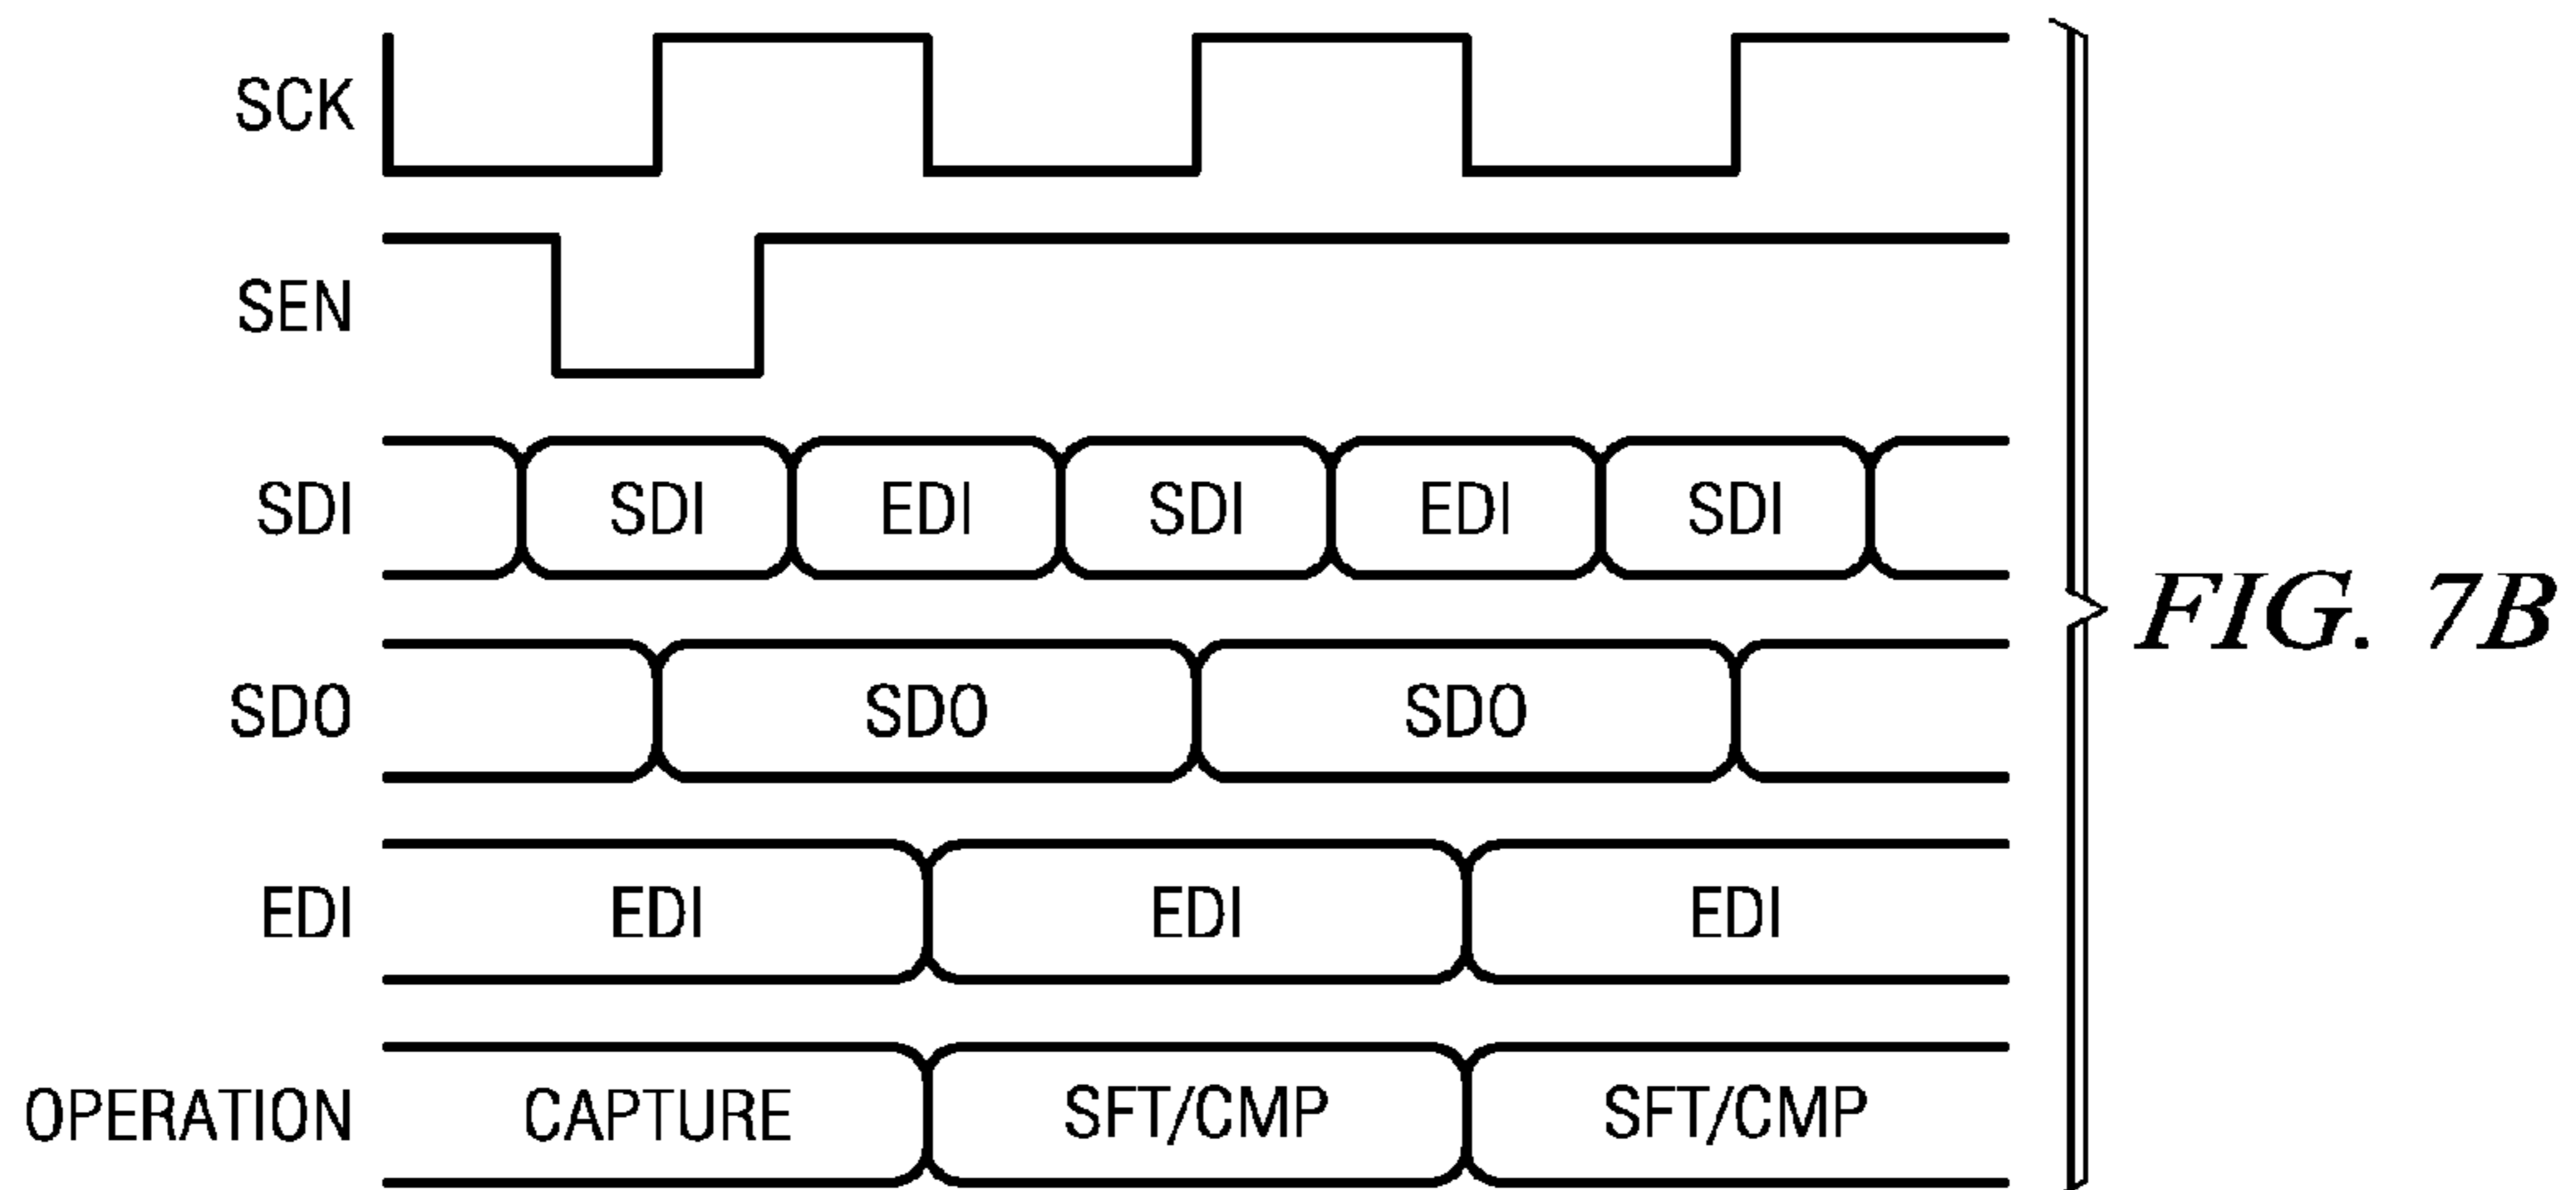 SCK
SEN
SDI SDI EDI SDI EDI SDI
SDO SDO SDO
EDI EDI EDI EDI
OPERATION CAPTURE SFT/CMP SFT/CMP
FIG. 7B